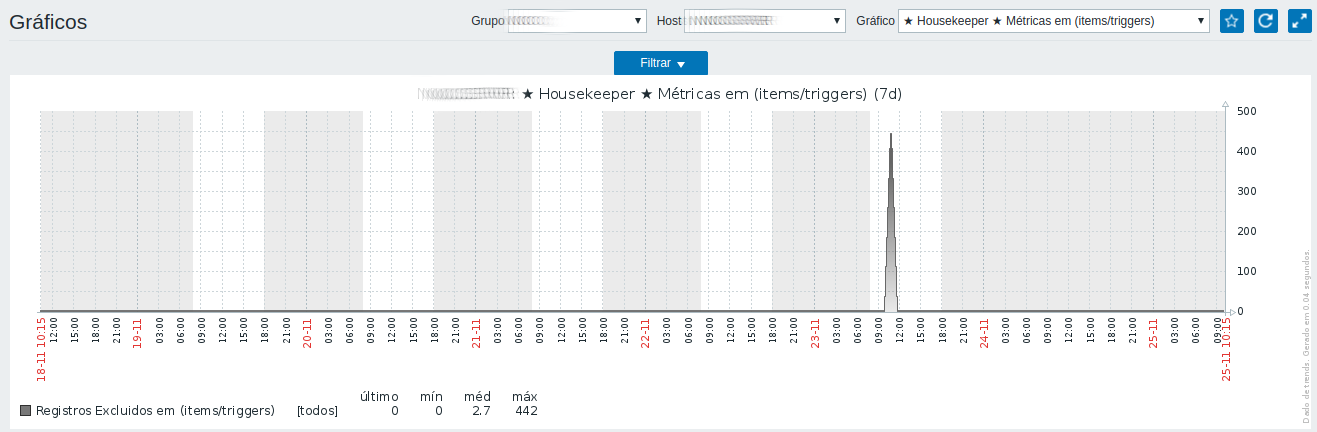 Gráficos
Grupo Host Gráfico ★ Housekeeper ★ Métricas em (items/triggers) ▼
Filtrar ▼
: ★ Housekeeper ★ Métricas em (items/triggers) (7d)
500
400
300
200
100
0
18-11 10:15 12:00 15:00 18:00 21:00 19-11 03:00 06:00 09:00 12:00 15:00 18:00 21:00 20-11 03:00 06:00 09:00 12:00 15:00 18:00 21:00 21-11 03:00 06:00 09:00 12:00 15:00 18:00 21:00 22-11 03:00 06:00 09:00 12:00 15:00 18:00 21:00 23-11 03:00 06:00 09:00 12:00 15:00 18:00 21:00 24-11 03:00 06:00 09:00 12:00 15:00 18:00 21:00 25-11 03:00 06:00 09:00 25-11 10:15
último mín méd máx
Registros Excluidos em (items/triggers) [todos] 0 0 2.7 442
Dado de trends. Gerado em 0.04 segundos.